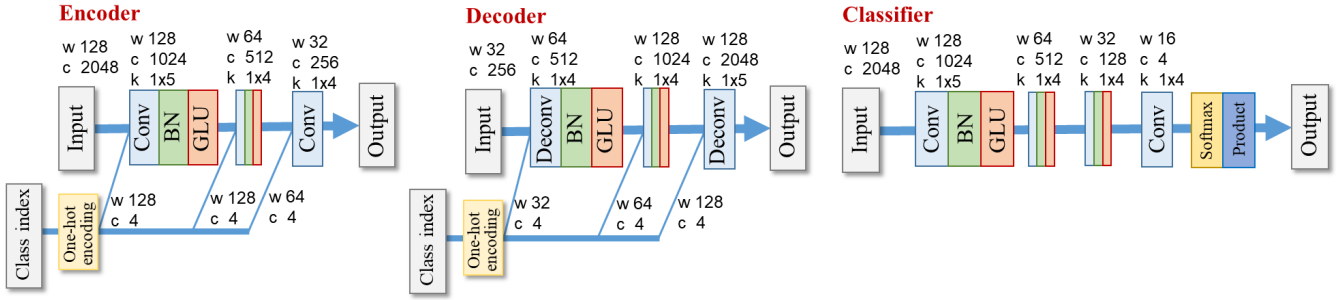 Encoder
w 128
c 2048
w 128
c 1024
k 1x5
w 64
c 512
k 1x4
w 32
c 256
k 1x4
Input
Conv
BN
GLU
Conv
Output
Class index
One-hot
encoding
w 128
c 4
w 128
c 4
w 64
c 4
Decoder
w 32
c 256
w 64
c 512
k 1x4
w 128
c 1024
k 1x4
w 128
c 2048
k 1x5
Input
Deconv
BN
GLU
Deconv
Output
Class index
One-hot
encoding
w 32
c 4
w 64
c 4
w 128
c 4
Classifier
w 128
c 2048
w 128
c 1024
k 1x5
w 64
c 512
k 1x4
w 32
c 128
k 1x4
w 16
c 4
k 1x4
Input
Conv
BN
GLU
Conv
Softmax
Product
Output